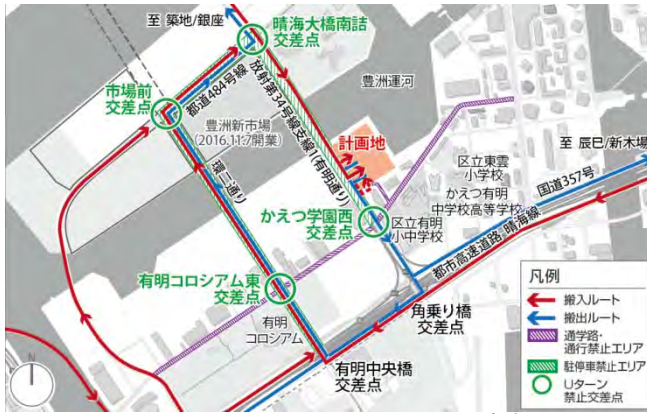 至 築地/銀座
晴海大橋南詰
交差点
都道484号線
放射第34号線支線1(有明通り)
豊洲運河
市場前
交差点
豊洲新市場
(2016.11.7開業)
計画地
至 辰巳/新木場
区立東雲
小学校
かえつ有明
中学校高等学校
国道357号
環二通り
かえつ学園西
交差点
区立有明
小中学校
都市高速道路 晴海線
有明コロシアム東
交差点
有明
コロシアム
角乗り橋
交差点
有明中央橋
交差点
N
凡例
搬入ルート
搬出ルート
通学路・
通行禁止エリア
駐停車禁止エリア
Uターン
禁止交差点